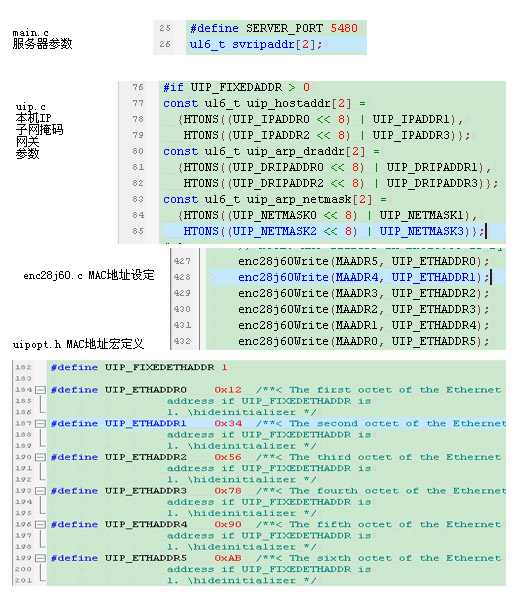 main.c
服务器参数
25 #define SERVER_PORT 5480
26 u16_t svripaddr[2];
uip.c
本机IP
子网掩码
网关
参数
76 #if UIP_FIXEDADDR > 0
77 const u16_t uip_hostaddr[2] =
78 {HTONS((UIP_IPADDR0 << 8) | UIP_IPADDR1),
79 HTONS((UIP_IPADDR2 << 8) | UIP_IPADDR3)};
80 const u16_t uip_arp_draddr[2] =
81 {HTONS((UIP_DRIPADDR0 << 8) | UIP_DRIPADDR1),
82 HTONS((UIP_DRIPADDR2 << 8) | UIP_DRIPADDR3)};
83 const u16_t uip_arp_netmask[2] =
84 {HTONS((UIP_NETMASK0 << 8) | UIP_NETMASK1),
85 HTONS((UIP_NETMASK2 << 8) | UIP_NETMASK3)};
enc28j60.c MAC地址设定
427 enc28j60Write(MAADR5, UIP_ETHADDR0);
428 enc28j60Write(MAADR4, UIP_ETHADDR1);
429 enc28j60Write(MAADR3, UIP_ETHADDR2);
430 enc28j60Write(MAADR2, UIP_ETHADDR3);
431 enc28j60Write(MAADR1, UIP_ETHADDR4);
432 enc28j60Write(MAADR0, UIP_ETHADDR5);
uipopt.h MAC地址宏定义
182 #define UIP_FIXEDETHADDR 1
183
184 #define UIP_ETHADDR0 0x12 /**< The first octet of the Ethernet
185 address if UIP_FIXEDETHADDR is
186 1. \hideinitializer */
187 #define UIP_ETHADDR1 0x34 /**< The second octet of the Ethernet
188 address if UIP_FIXEDETHADDR is
189 1. \hideinitializer */
190 #define UIP_ETHADDR2 0x56 /**< The third octet of the Ethernet
191 address if UIP_FIXEDETHADDR is
192 1. \hideinitializer */
193 #define UIP_ETHADDR3 0x78 /**< The fourth octet of the Ethernet
194 address if UIP_FIXEDETHADDR is
195 1. \hideinitializer */
196 #define UIP_ETHADDR4 0x90 /**< The fifth octet of the Ethernet
197 address if UIP_FIXEDETHADDR is
198 1. \hideinitializer */
199 #define UIP_ETHADDR5 0xAB /**< The sixth octet of the Ethernet
200 address if UIP_FIXEDETHADDR is
201 1. \hideinitializer */